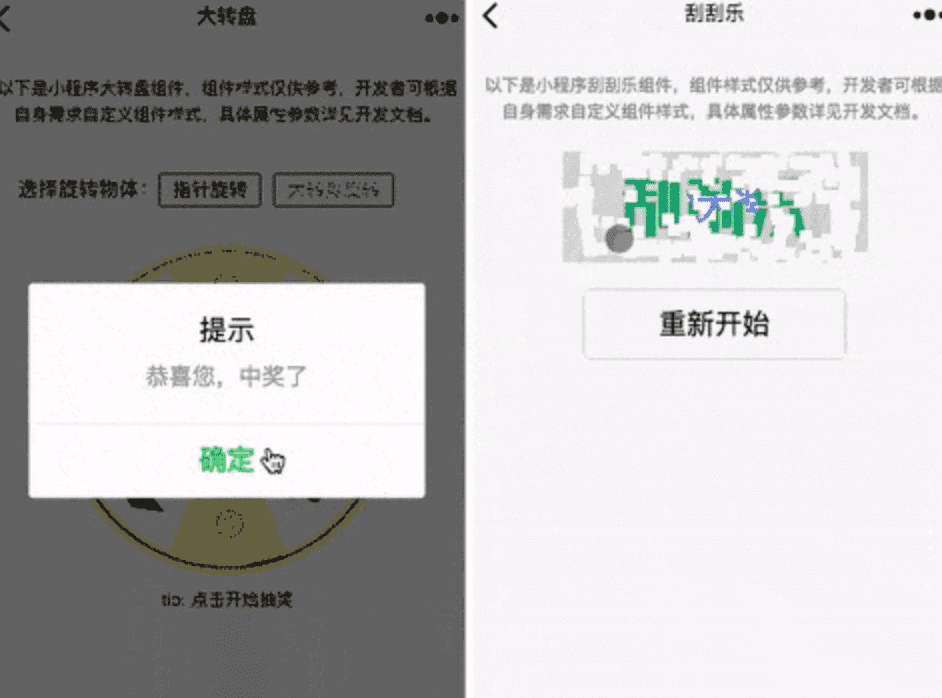 大转盘
以下是小程序大转盘组件，组件样式仅供参考，开发者可根据
自身需求自定义组件样式，具体属性参数详见开发文档。
选择旋转物体：
指针旋转
大转盘旋转
提示
恭喜您，中奖了
确定
tip: 点击开始抽奖
刮刮乐
以下是小程序刮刮乐组件，组件样式仅供参考，开发者可根据
自身需求自定义组件样式，具体属性参数详见开发文档。
重新开始